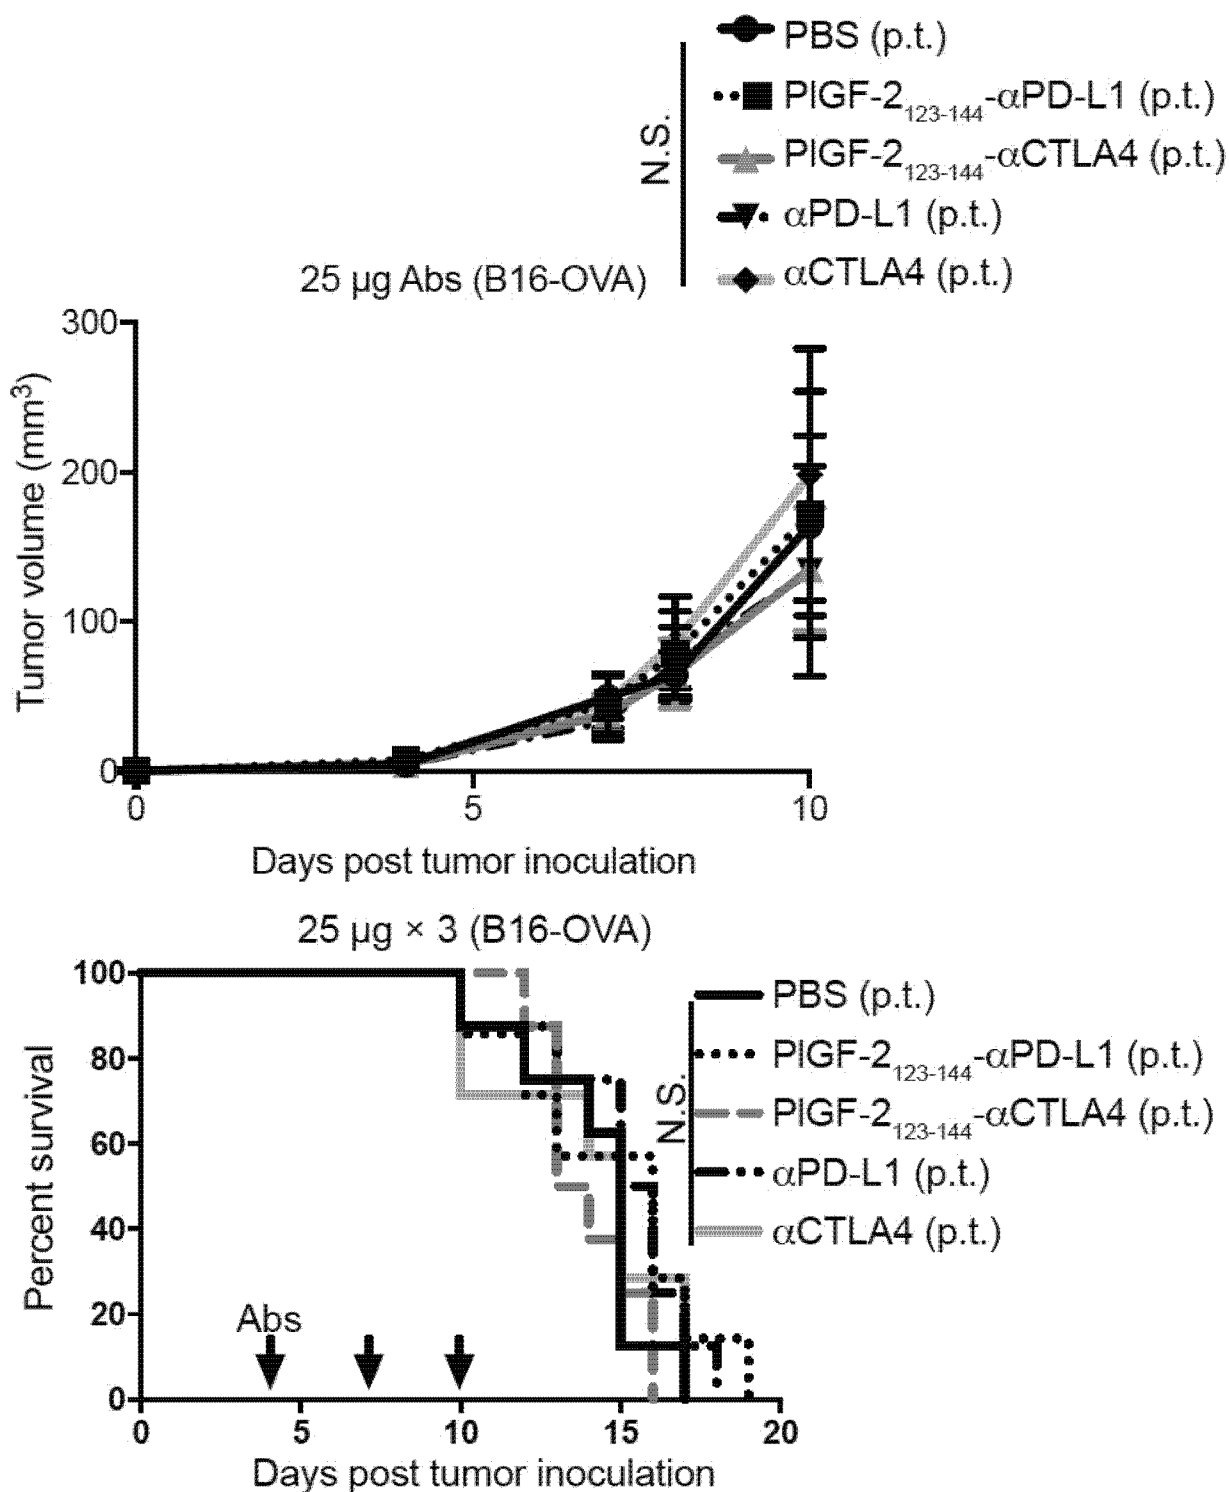 PBS (p.t.)
PlGF-2₁₂₃₋₁₄₄-αPD-L1 (p.t.)
PlGF-2₁₂₃₋₁₄₄-αCTLA4 (p.t.)
αPD-L1 (p.t.)
αCTLA4 (p.t.)
N.S.
25 µg Abs (B16-OVA)
Tumor volume (mm³)
300
200
100
0
0 5 10
Days post tumor inoculation
25 µg × 3 (B16-OVA)
Percent survival
100
80
60
40
20
0
Abs
N.S.
PBS (p.t.)
PlGF-2₁₂₃₋₁₄₄-αPD-L1 (p.t.)
PlGF-2₁₂₃₋₁₄₄-αCTLA4 (p.t.)
αPD-L1 (p.t.)
αCTLA4 (p.t.)
0 5 10 15 20
Days post tumor inoculation